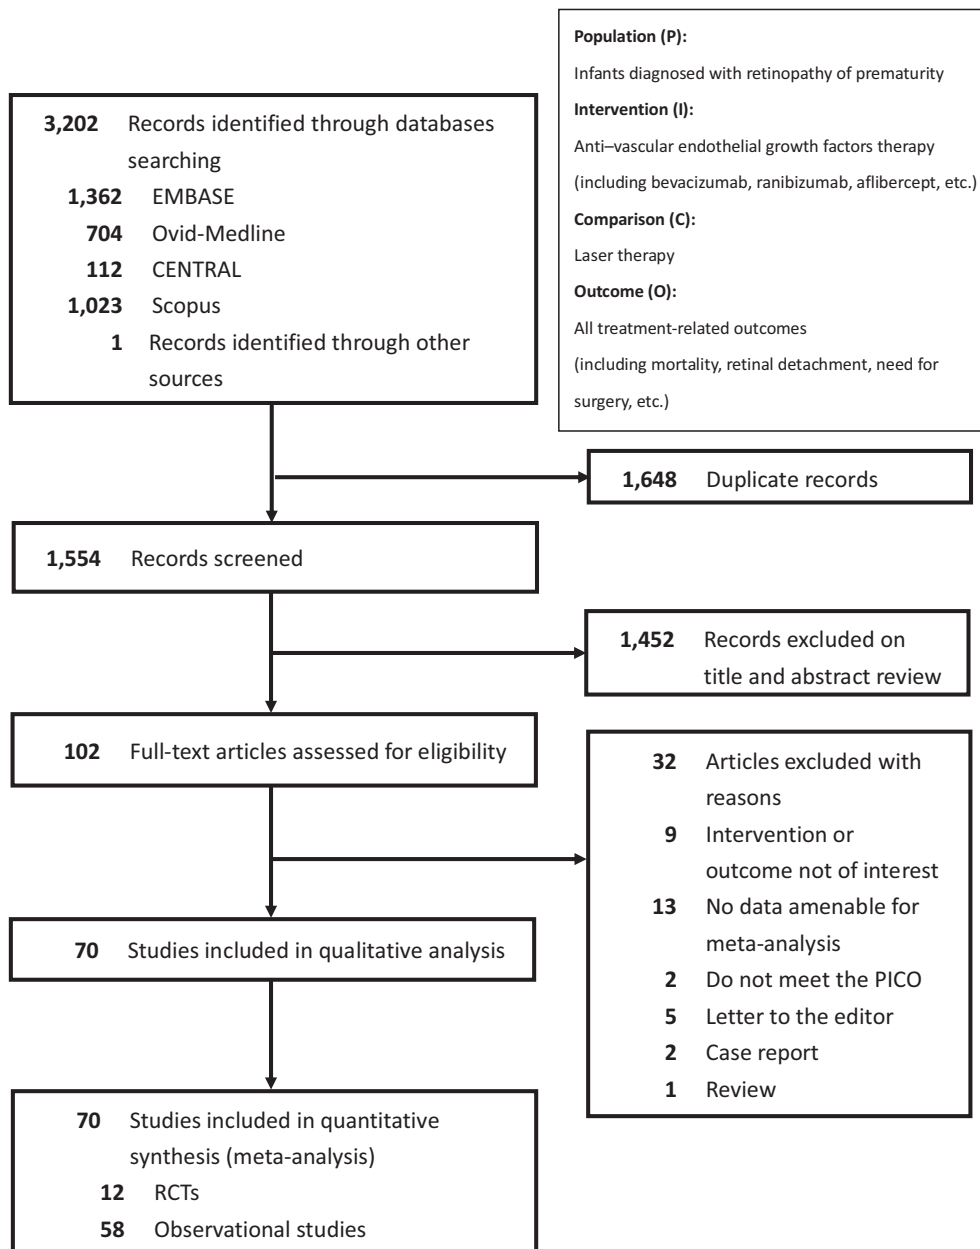 Population (P):
Infants diagnosed with retinopathy of prematurity
Intervention (I):
Anti–vascular endothelial growth factors therapy
(including bevacizumab, ranibizumab, aflibercept, etc.)
Comparison (C):
Laser therapy
Outcome (O):
All treatment-related outcomes
(including mortality, retinal detachment, need for
surgery, etc.)
3,202 Records identified through databases
searching
1,362 EMBASE
704 Ovid-Medline
112 CENTRAL
1,023 Scopus
1 Records identified through other
sources
1,648 Duplicate records
1,554 Records screened
1,452 Records excluded on
title and abstract review
102 Full-text articles assessed for eligibility
32 Articles excluded with
reasons
9 Intervention or
outcome not of interest
13 No data amenable for
meta-analysis
2 Do not meet the PICO
5 Letter to the editor
2 Case report
1 Review
70 Studies included in qualitative analysis
70 Studies included in quantitative
synthesis (meta-analysis)
12 RCTs
58 Observational studies